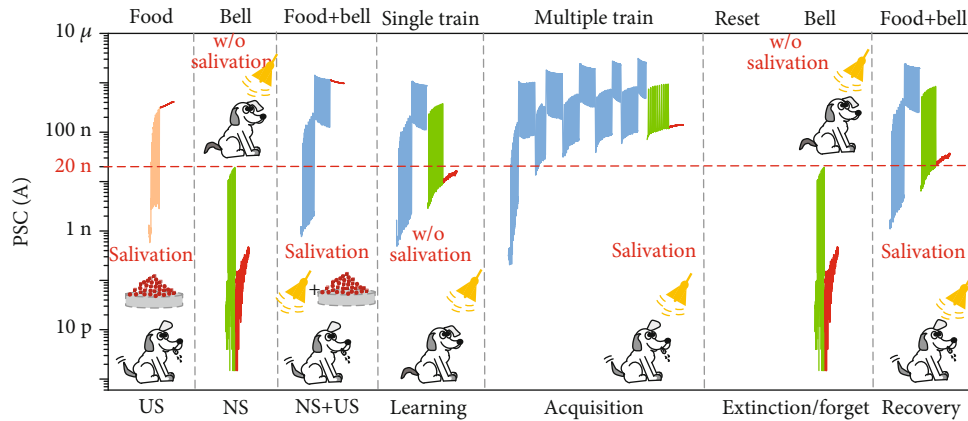 Food
Bell
Food+bell
Single train
Multiple train
Reset
Bell
Food+bell
10 μ
100 n
20 n
1 n
10 p
PSC (A)
w/o
salivation
w/o
salivation
Salivation
Salivation
w/o
salivation
Salivation
Salivation
+
US
NS
NS+US
Learning
Acquisition
Extinction/forget
Recovery